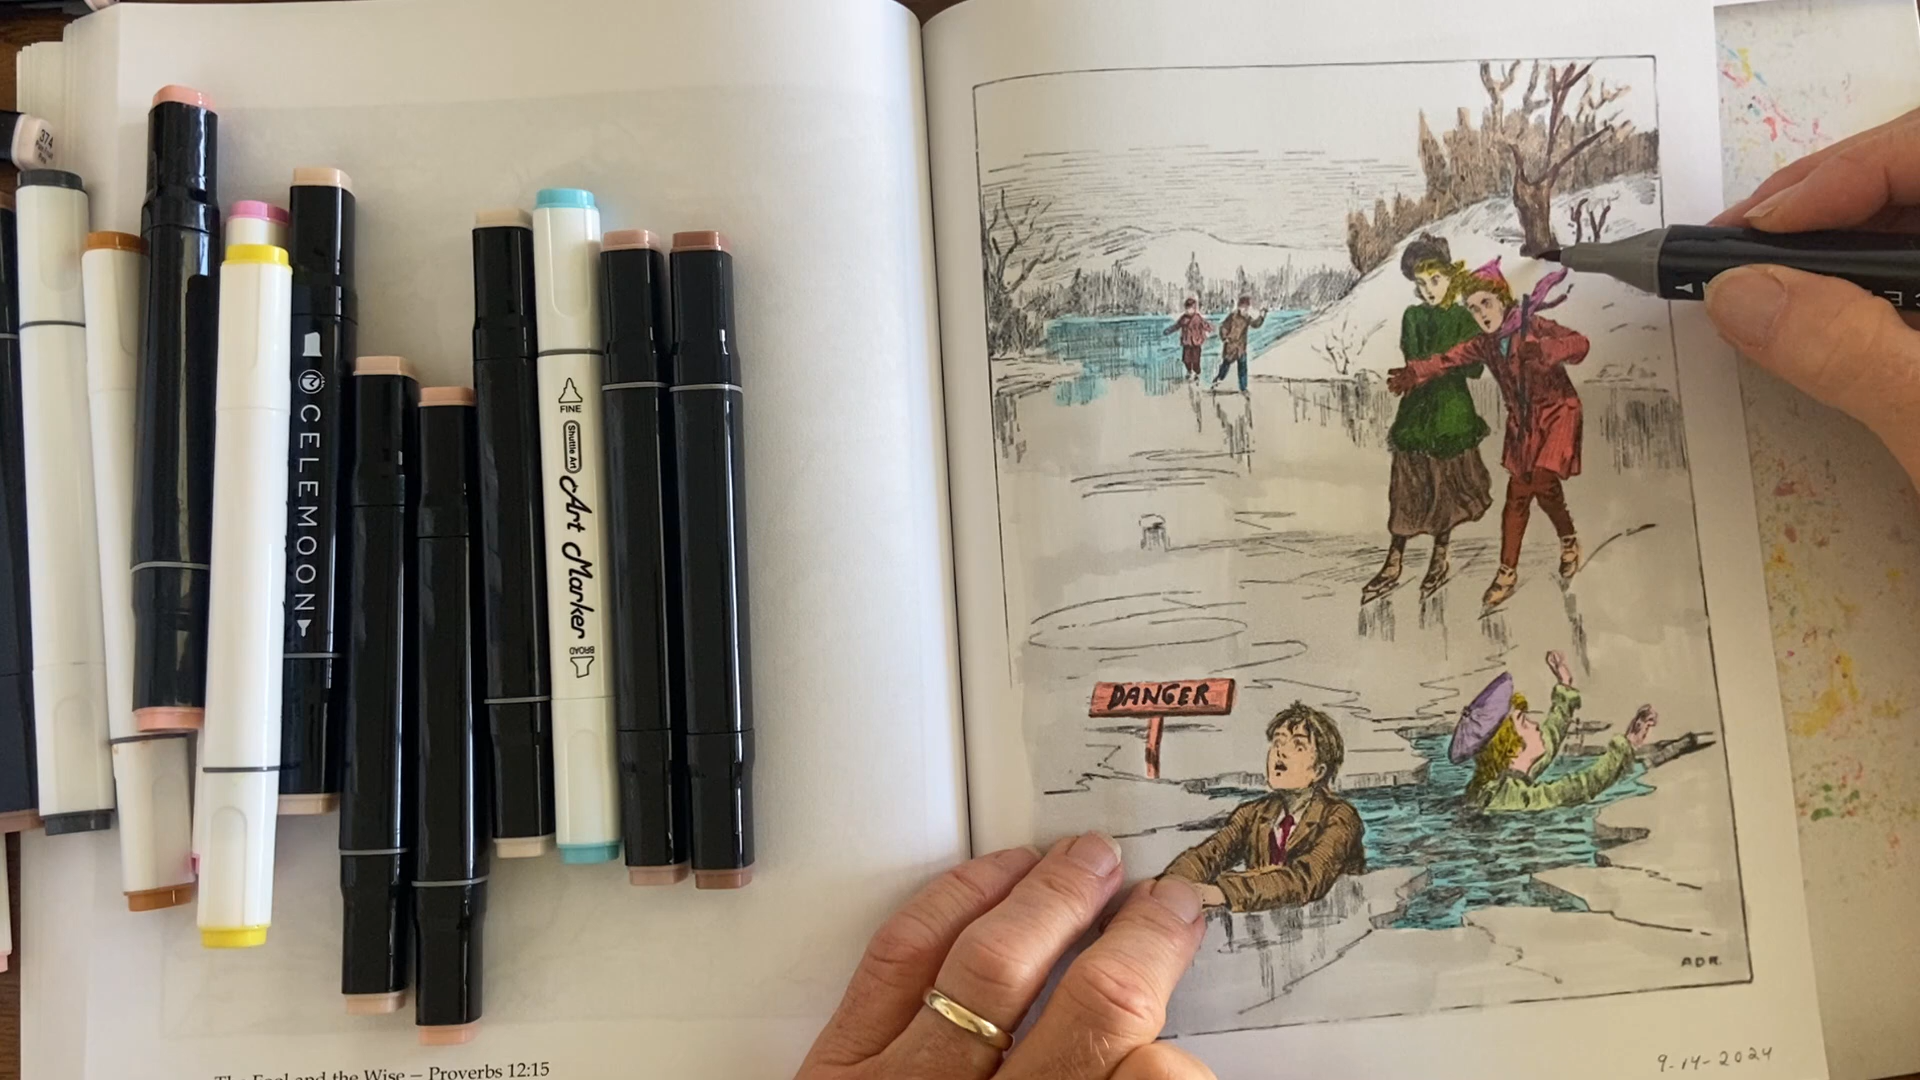 374
CELEMOON
FINE
Shuttle Art
Art Marker
BROAD
The Fool and the Wise – Proverbs 12:15
DANGER
ADR.
9-14-2024